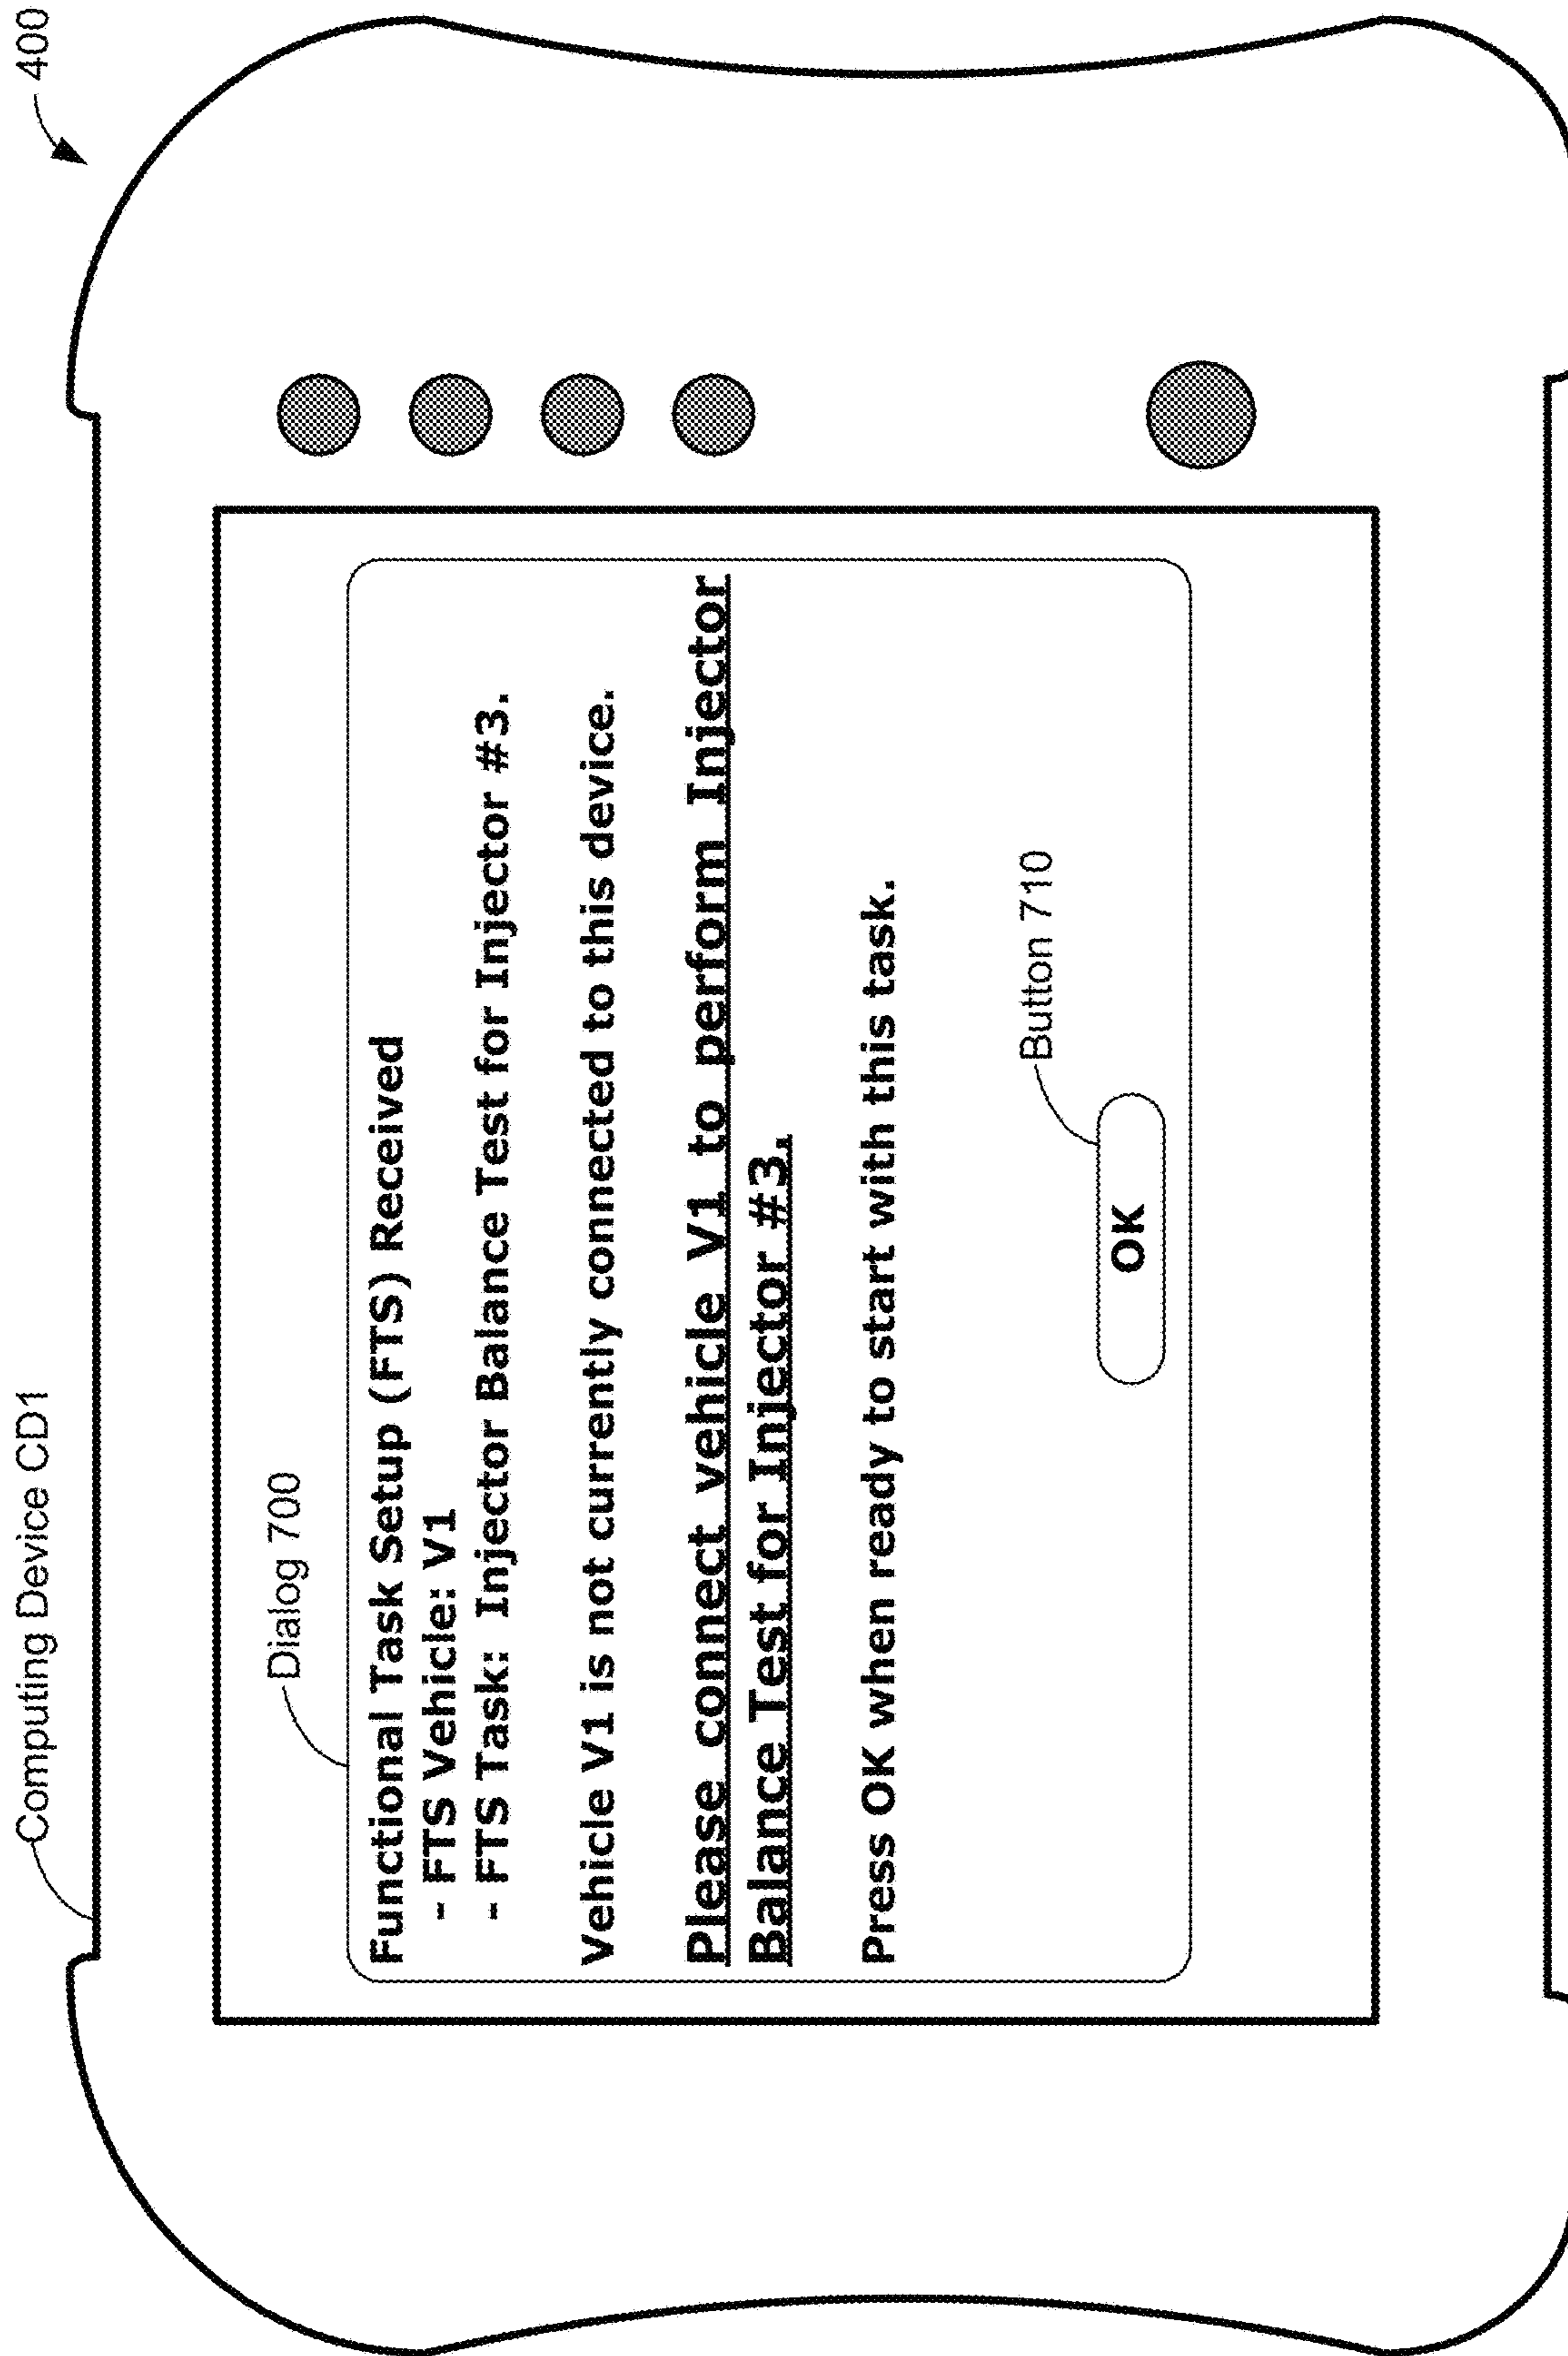 Computing Device CD1
400
Dialog 700
Functional Task Setup (FTS) Received
- FTS Vehicle: V1
- FTS Task: Injector Balance Test for Injector #3.
Vehicle V1 is not currently connected to this device.
Please connect vehicle V1 to perform Injector
Balance Test for Injector #3.
Press OK when ready to start with this task.
Button 710
OK